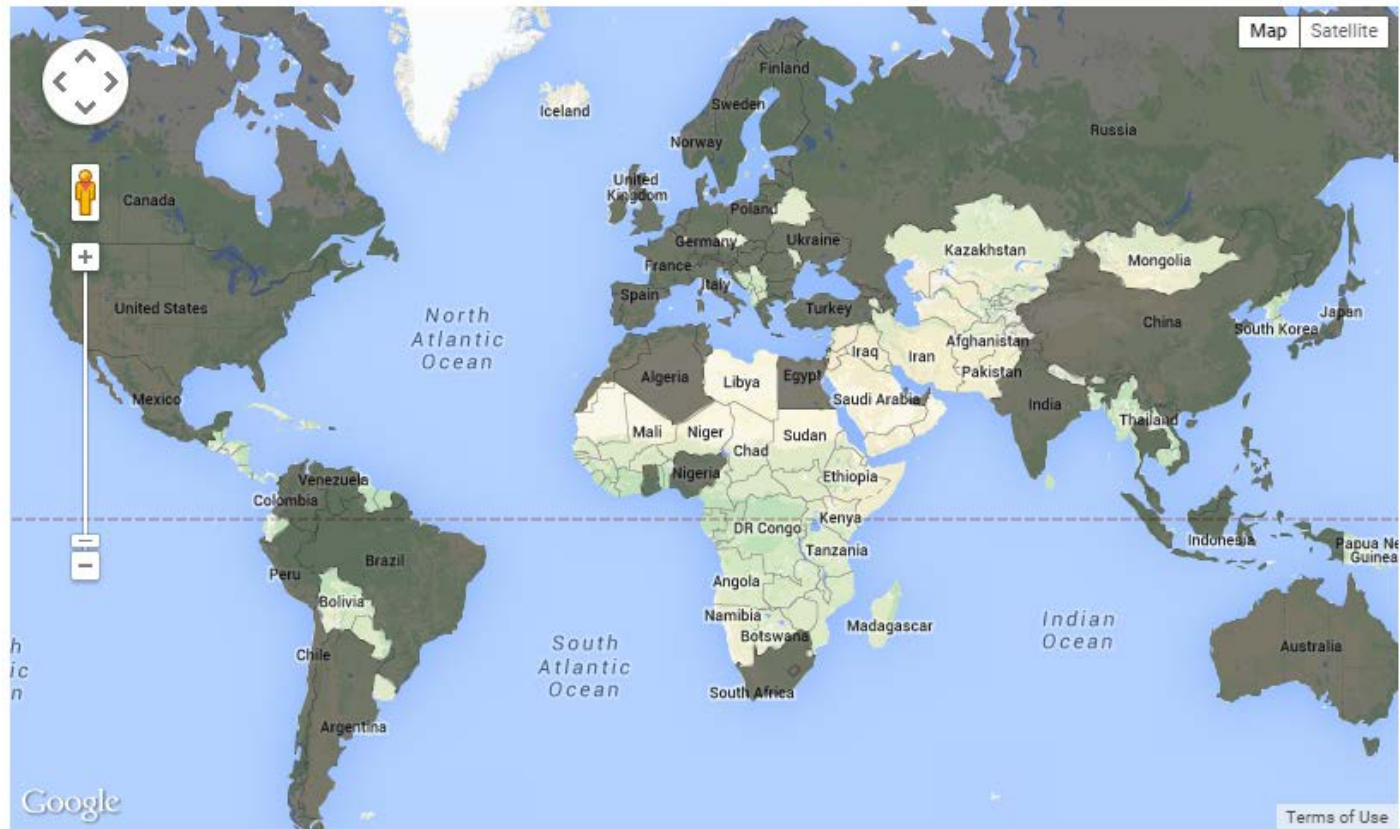 Map
Satellite
Finland
Iceland
Sweden
Russia
Norway
United
Kingdom
Canada
Poland
Germany
Ukraine
Kazakhstan
Mongolia
France
Italy
Spain
Turkey
United States
North
Atlantic
Ocean
China
Japan
South Korea
Afghanistan
Iraq
Iran
Pakistan
Algeria
Libya
Egypt
Saudi Arabia
India
Mexico
Thailand
Mali
Niger
Sudan
Chad
Nigeria
Ethiopia
Venezuela
Colombia
Kenya
DR Congo
Tanzania
Indonesia
Papua Ne
Guinea
Brazil
Peru
Angola
Bolivia
Namibia
Madagascar
Botswana
Indian
Ocean
South
Atlantic
Ocean
h
ic
n
Chile
Australia
South Africa
Argentina
Google
Terms of Use